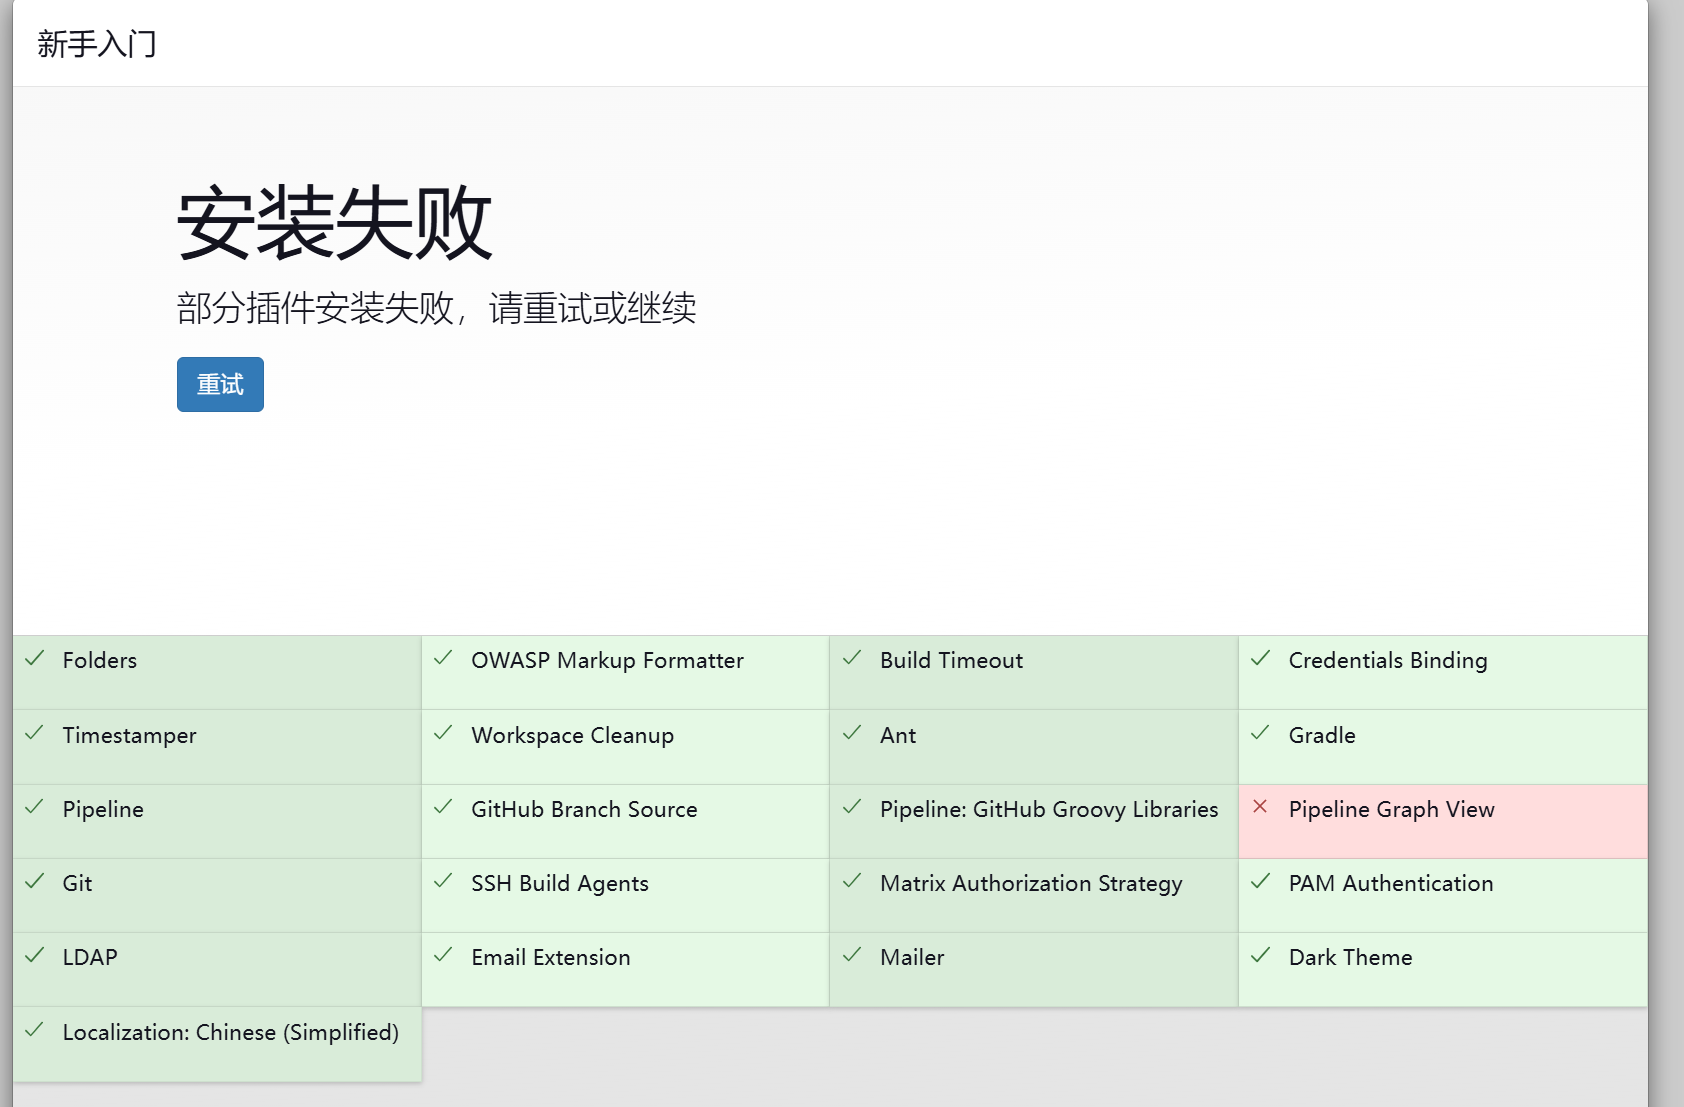 新手入门
安装失败
部分插件安装失败，请重试或继续
重试
Folders
OWASP Markup Formatter
Build Timeout
Credentials Binding
Timestamper
Workspace Cleanup
Ant
Gradle
Pipeline
GitHub Branch Source
Pipeline: GitHub Groovy Libraries
Pipeline Graph View
Git
SSH Build Agents
Matrix Authorization Strategy
PAM Authentication
LDAP
Email Extension
Mailer
Dark Theme
Localization: Chinese (Simplified)